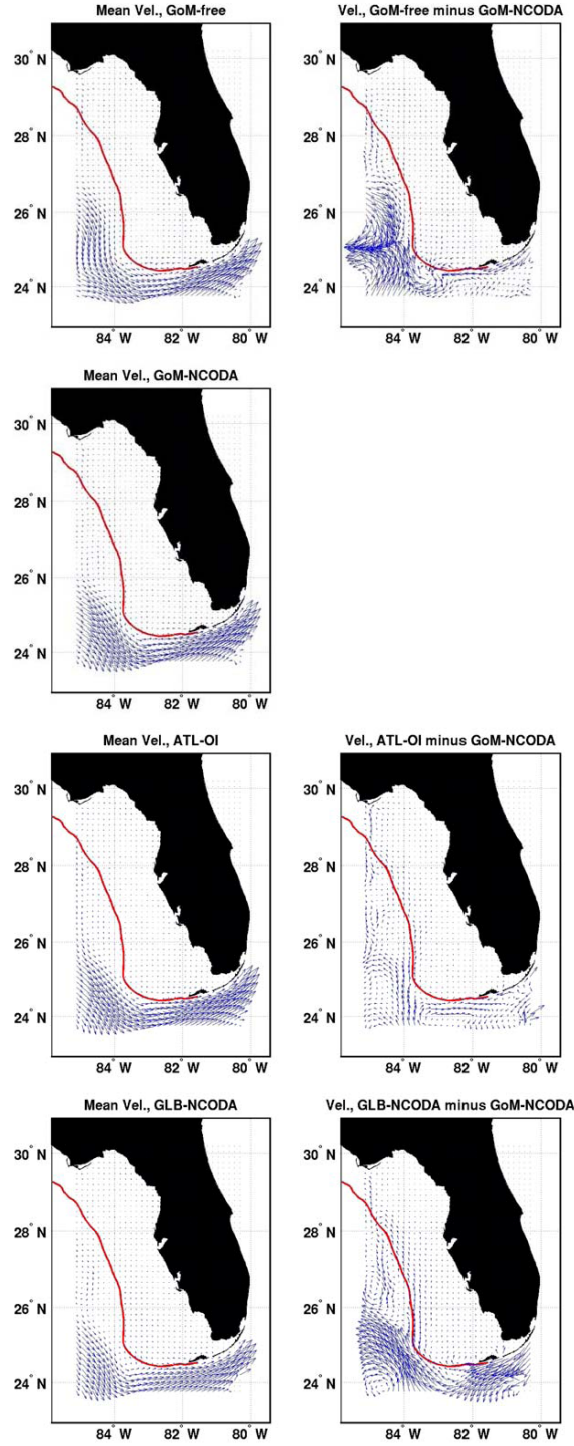 Mean Vel., GoM-free
30° N
28° N
26° N
24° N
84° W
82° W
80° W
Vel., GoM-free minus GoM-NCODA
30° N
28° N
26° N
24° N
84° W
82° W
80° W
Mean Vel., GoM-NCODA
30° N
28° N
26° N
24° N
84° W
82° W
80° W
Mean Vel., ATL-OI
30° N
28° N
26° N
24° N
84° W
82° W
80° W
Vel., ATL-OI minus GoM-NCODA
30° N
28° N
26° N
24° N
84° W
82° W
80° W
Mean Vel., GLB-NCODA
30° N
28° N
26° N
24° N
84° W
82° W
80° W
Vel., GLB-NCODA minus GoM-NCODA
30° N
28° N
26° N
24° N
84° W
82° W
80° W